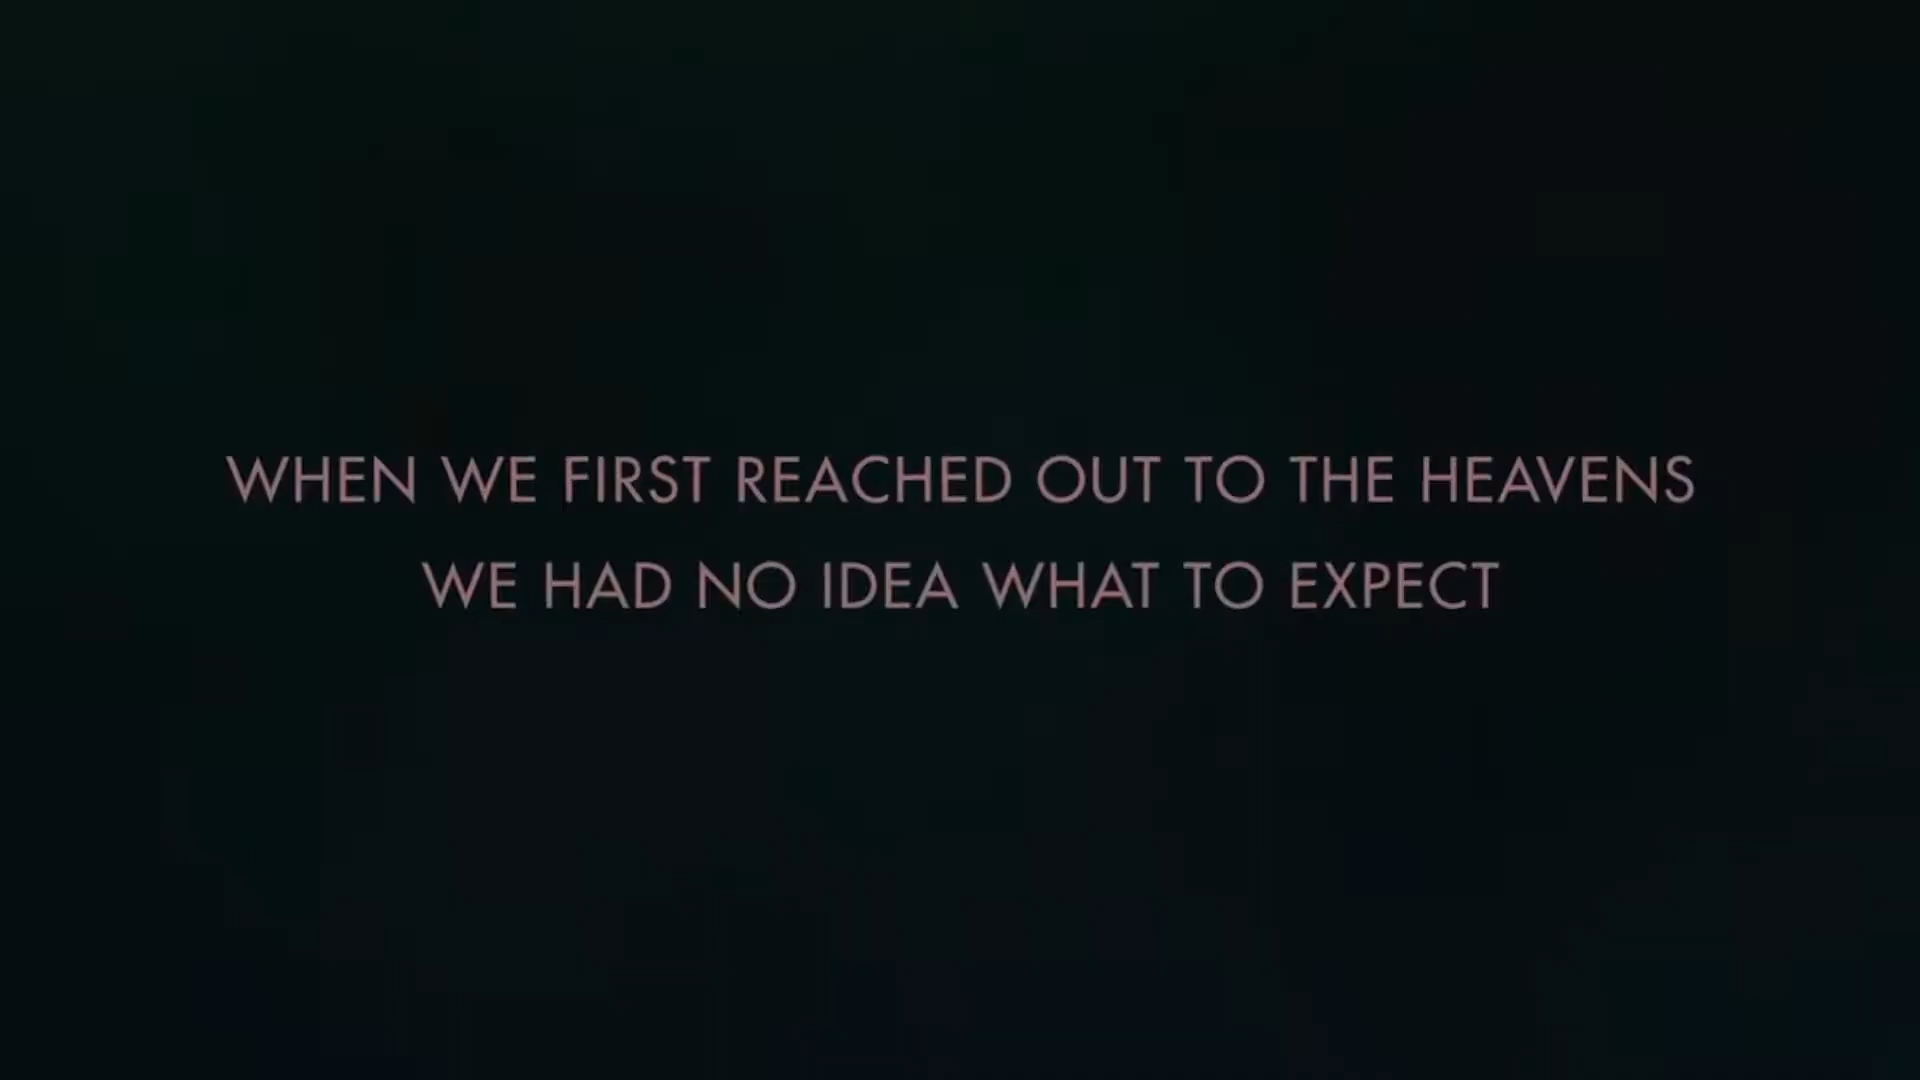 WHEN WE FIRST REACHED OUT TO THE HEAVENS
WE HAD NO IDEA WHAT TO EXPECT